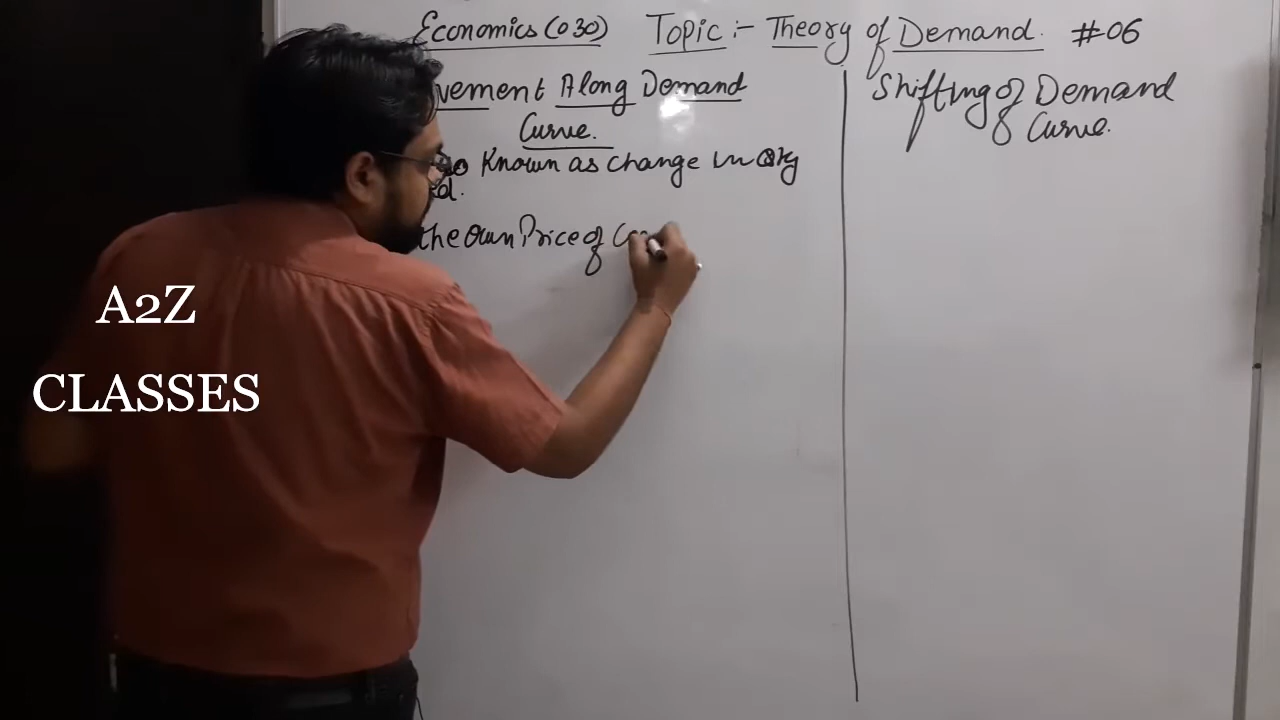 Economics (030) Topic :- Theory of Demand. #06
vement Along Demand
Curve.
Known as change in Qty
ed.
the own Price of
Shifting of Demand
Curve.
A2Z
CLASSES